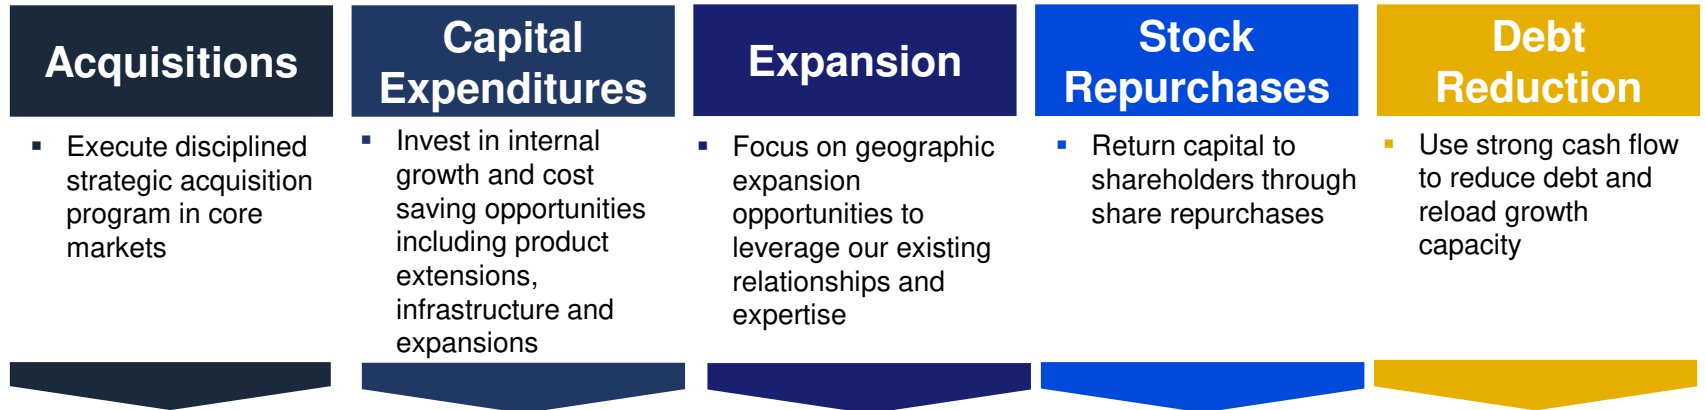 Acquisitions
▪ Execute disciplined
strategic acquisition
program in core
markets
Capital
Expenditures
▪ Invest in internal
growth and cost
saving opportunities
including product
extensions,
infrastructure and
expansions
Expansion
▪ Focus on geographic
expansion
opportunities to
leverage our existing
relationships and
expertise
Stock
Repurchases
▪ Return capital to
shareholders through
share repurchases
Debt
Reduction
▪ Use strong cash flow
to reduce debt and
reload growth
capacity